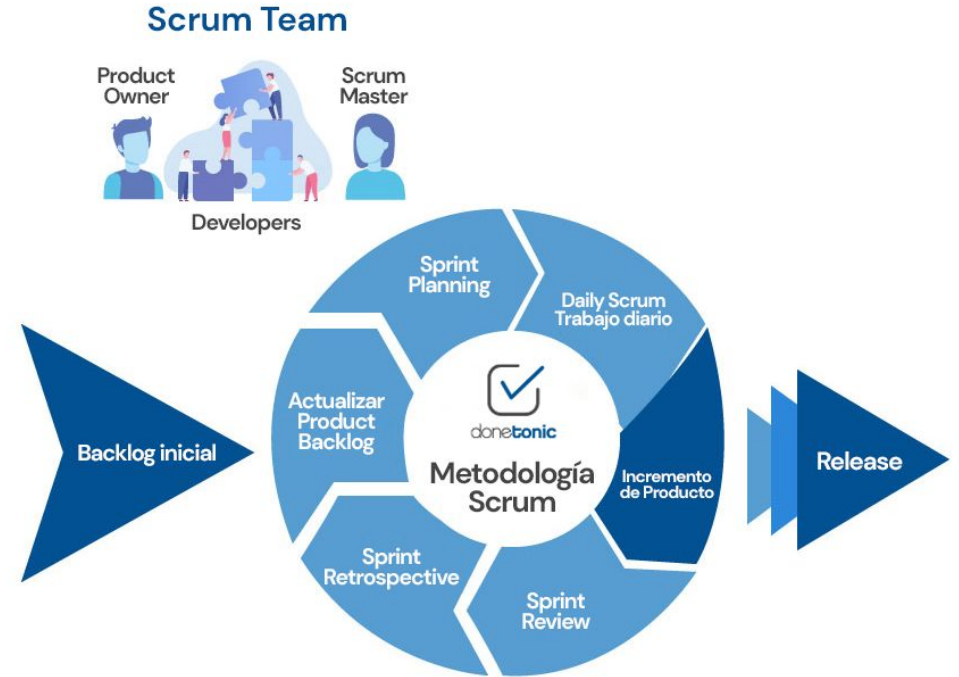 Scrum Team
Product
Owner
Scrum
Master
Developers
Sprint
Planning
Daily Scrum
Trabajo diario
Actualizar
Product
Backlog
donetonic
Metodología
Scrum
Backlog inicial
Incremento
de Producto
Release
Sprint
Retrospective
Sprint
Review